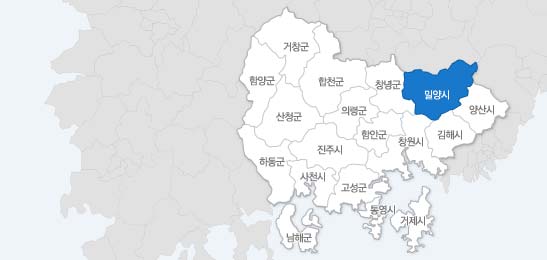 거창군
함양군
합천군
창녕군
밀양시
양산시
산청군
의령군
함안군
창원시
김해시
진주시
하동군
사천시
고성군
통영시
거제시
남해군